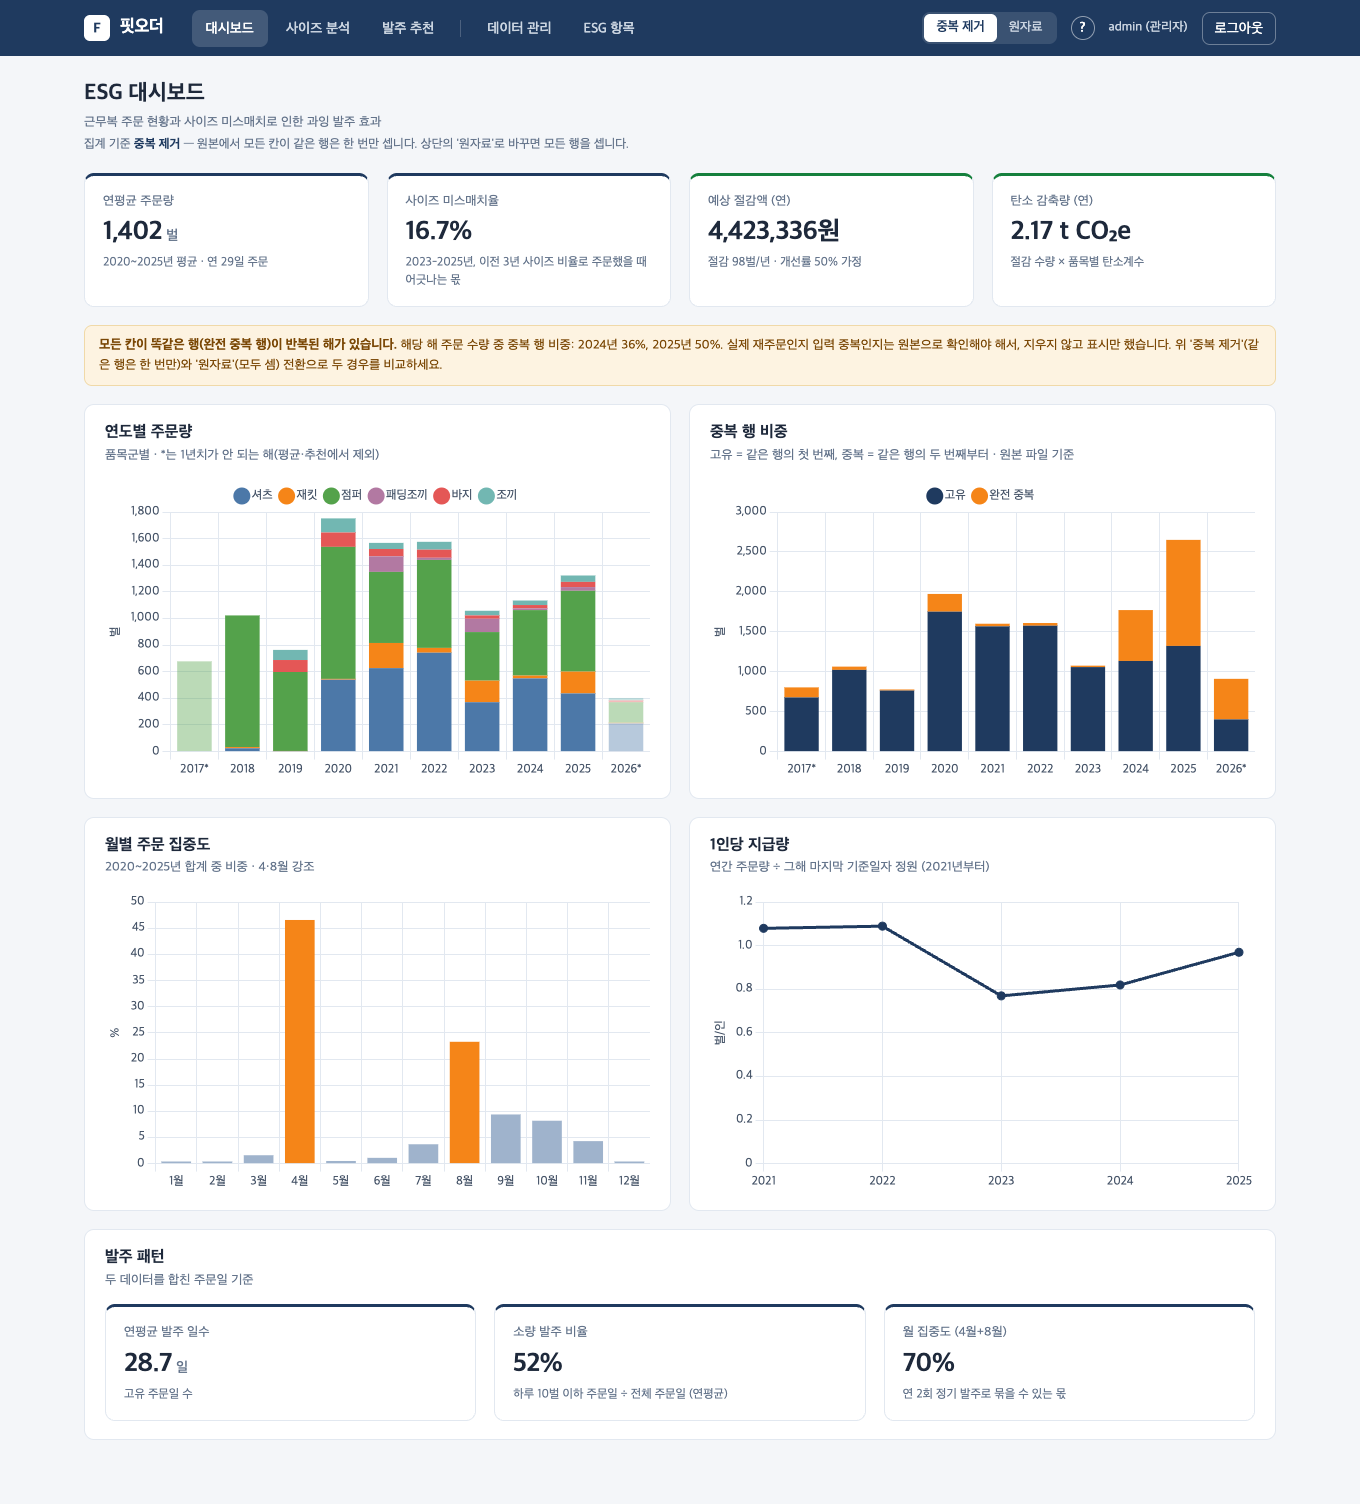 F 핏오더 대시보드 사이즈 분석 발주 추천 데이터 관리 ESG 항목 중복 제거 원자료 ? admin (관리자) 로그아웃
ESG 대시보드
근무복 주문 현황과 사이즈 미스매치로 인한 과잉 발주 효과
집계 기준 중복 제거 — 원본에서 모든 칸이 같은 행은 한 번만 셉니다. 상단의 '원자료'로 바꾸면 모든 행을 셉니다.
연평균 주문량
1,402 벌
2020~2025년 평균 · 연 29일 주문
사이즈 미스매치율
16.7%
2023-2025년, 이전 3년 사이즈 비율로 주문했을 때
어긋나는 몫
예상 절감액 (연)
4,423,336원
절감 98벌/년 · 개선률 50% 가정
탄소 감축량 (연)
2.17 t CO₂e
절감 수량 × 품목별 탄소계수
모든 칸이 똑같은 행(완전 중복 행)이 반복된 해가 있습니다. 해당 해 주문 수량 중 중복 행 비중: 2024년 36%, 2025년 50%. 실제 재주문인지 입력 중복인지는 원본으로 확인해야 해서, 지우지 않고 표시만 했습니다. 위 '중복 제거'(같
은 행은 한 번만)와 '원자료'(모두 셈) 전환으로 두 경우를 비교하세요.
연도별 주문량
품목군별 · *는 1년치가 안 되는 해(평균·추천에서 제외)
셔츠 재킷 점퍼 패딩조끼 바지 조끼
1,800
1,600
1,400
1,200
1,000
800
600
400
200
0
벌
2017* 2018 2019 2020 2021 2022 2023 2024 2025 2026*
중복 행 비중
고유 = 같은 행의 첫 번째, 중복 = 같은 행의 두 번째부터 · 원본 파일 기준
고유 완전 중복
3,000
2,500
2,000
1,500
1,000
500
0
벌
2017* 2018 2019 2020 2021 2022 2023 2024 2025 2026*
월별 주문 집중도
2020~2025년 합계 중 비중 · 4·8월 강조
50
45
40
35
30
25
20
15
10
5
0
%
1월 2월 3월 4월 5월 6월 7월 8월 9월 10월 11월 12월
1인당 지급량
연간 주문량 ÷ 그해 마지막 기준일자 정원 (2021년부터)
1.2
1.0
0.8
0.6
0.4
0.2
0
벌/인
2021 2022 2023 2024 2025
발주 패턴
두 데이터를 합친 주문일 기준
연평균 발주 일수
28.7 일
고유 주문일 수
소량 발주 비율
52%
하루 10벌 이하 주문일 ÷ 전체 주문일 (연평균)
월 집중도 (4월+8월)
70%
연 2회 정기 발주로 묶을 수 있는 몫